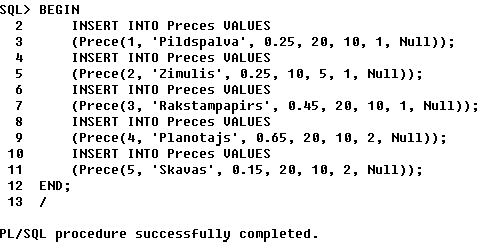 SQL> BEGIN
2 INSERT INTO Preces VALUES
3 (Prece(1, 'Pildspalva', 0.25, 20, 10, 1, Null));
4 INSERT INTO Preces VALUES
5 (Prece(2, 'Zimulis', 0.25, 10, 5, 1, Null));
6 INSERT INTO Preces VALUES
7 (Prece(3, 'Rakstampapirs', 0.45, 20, 10, 1, Null));
8 INSERT INTO Preces VALUES
9 (Prece(4, 'Planotajs', 0.65, 20, 10, 2, Null));
10 INSERT INTO Preces VALUES
11 (Prece(5, 'Skavas', 0.15, 20, 10, 2, Null));
12 END;
13 /
PL/SQL procedure successfully completed.